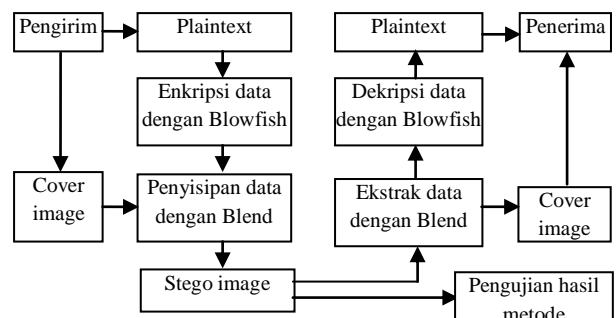 Pengirim
Plaintext
Plaintext
Penerima
Enkripsi data
dengan Blowfish
Dekripsi data
dengan Blowfish
Cover
image
Penyisipan data
dengan Blend
Ekstrak data
dengan Blend
Cover
image
Stego image
Pengujian hasil
metode